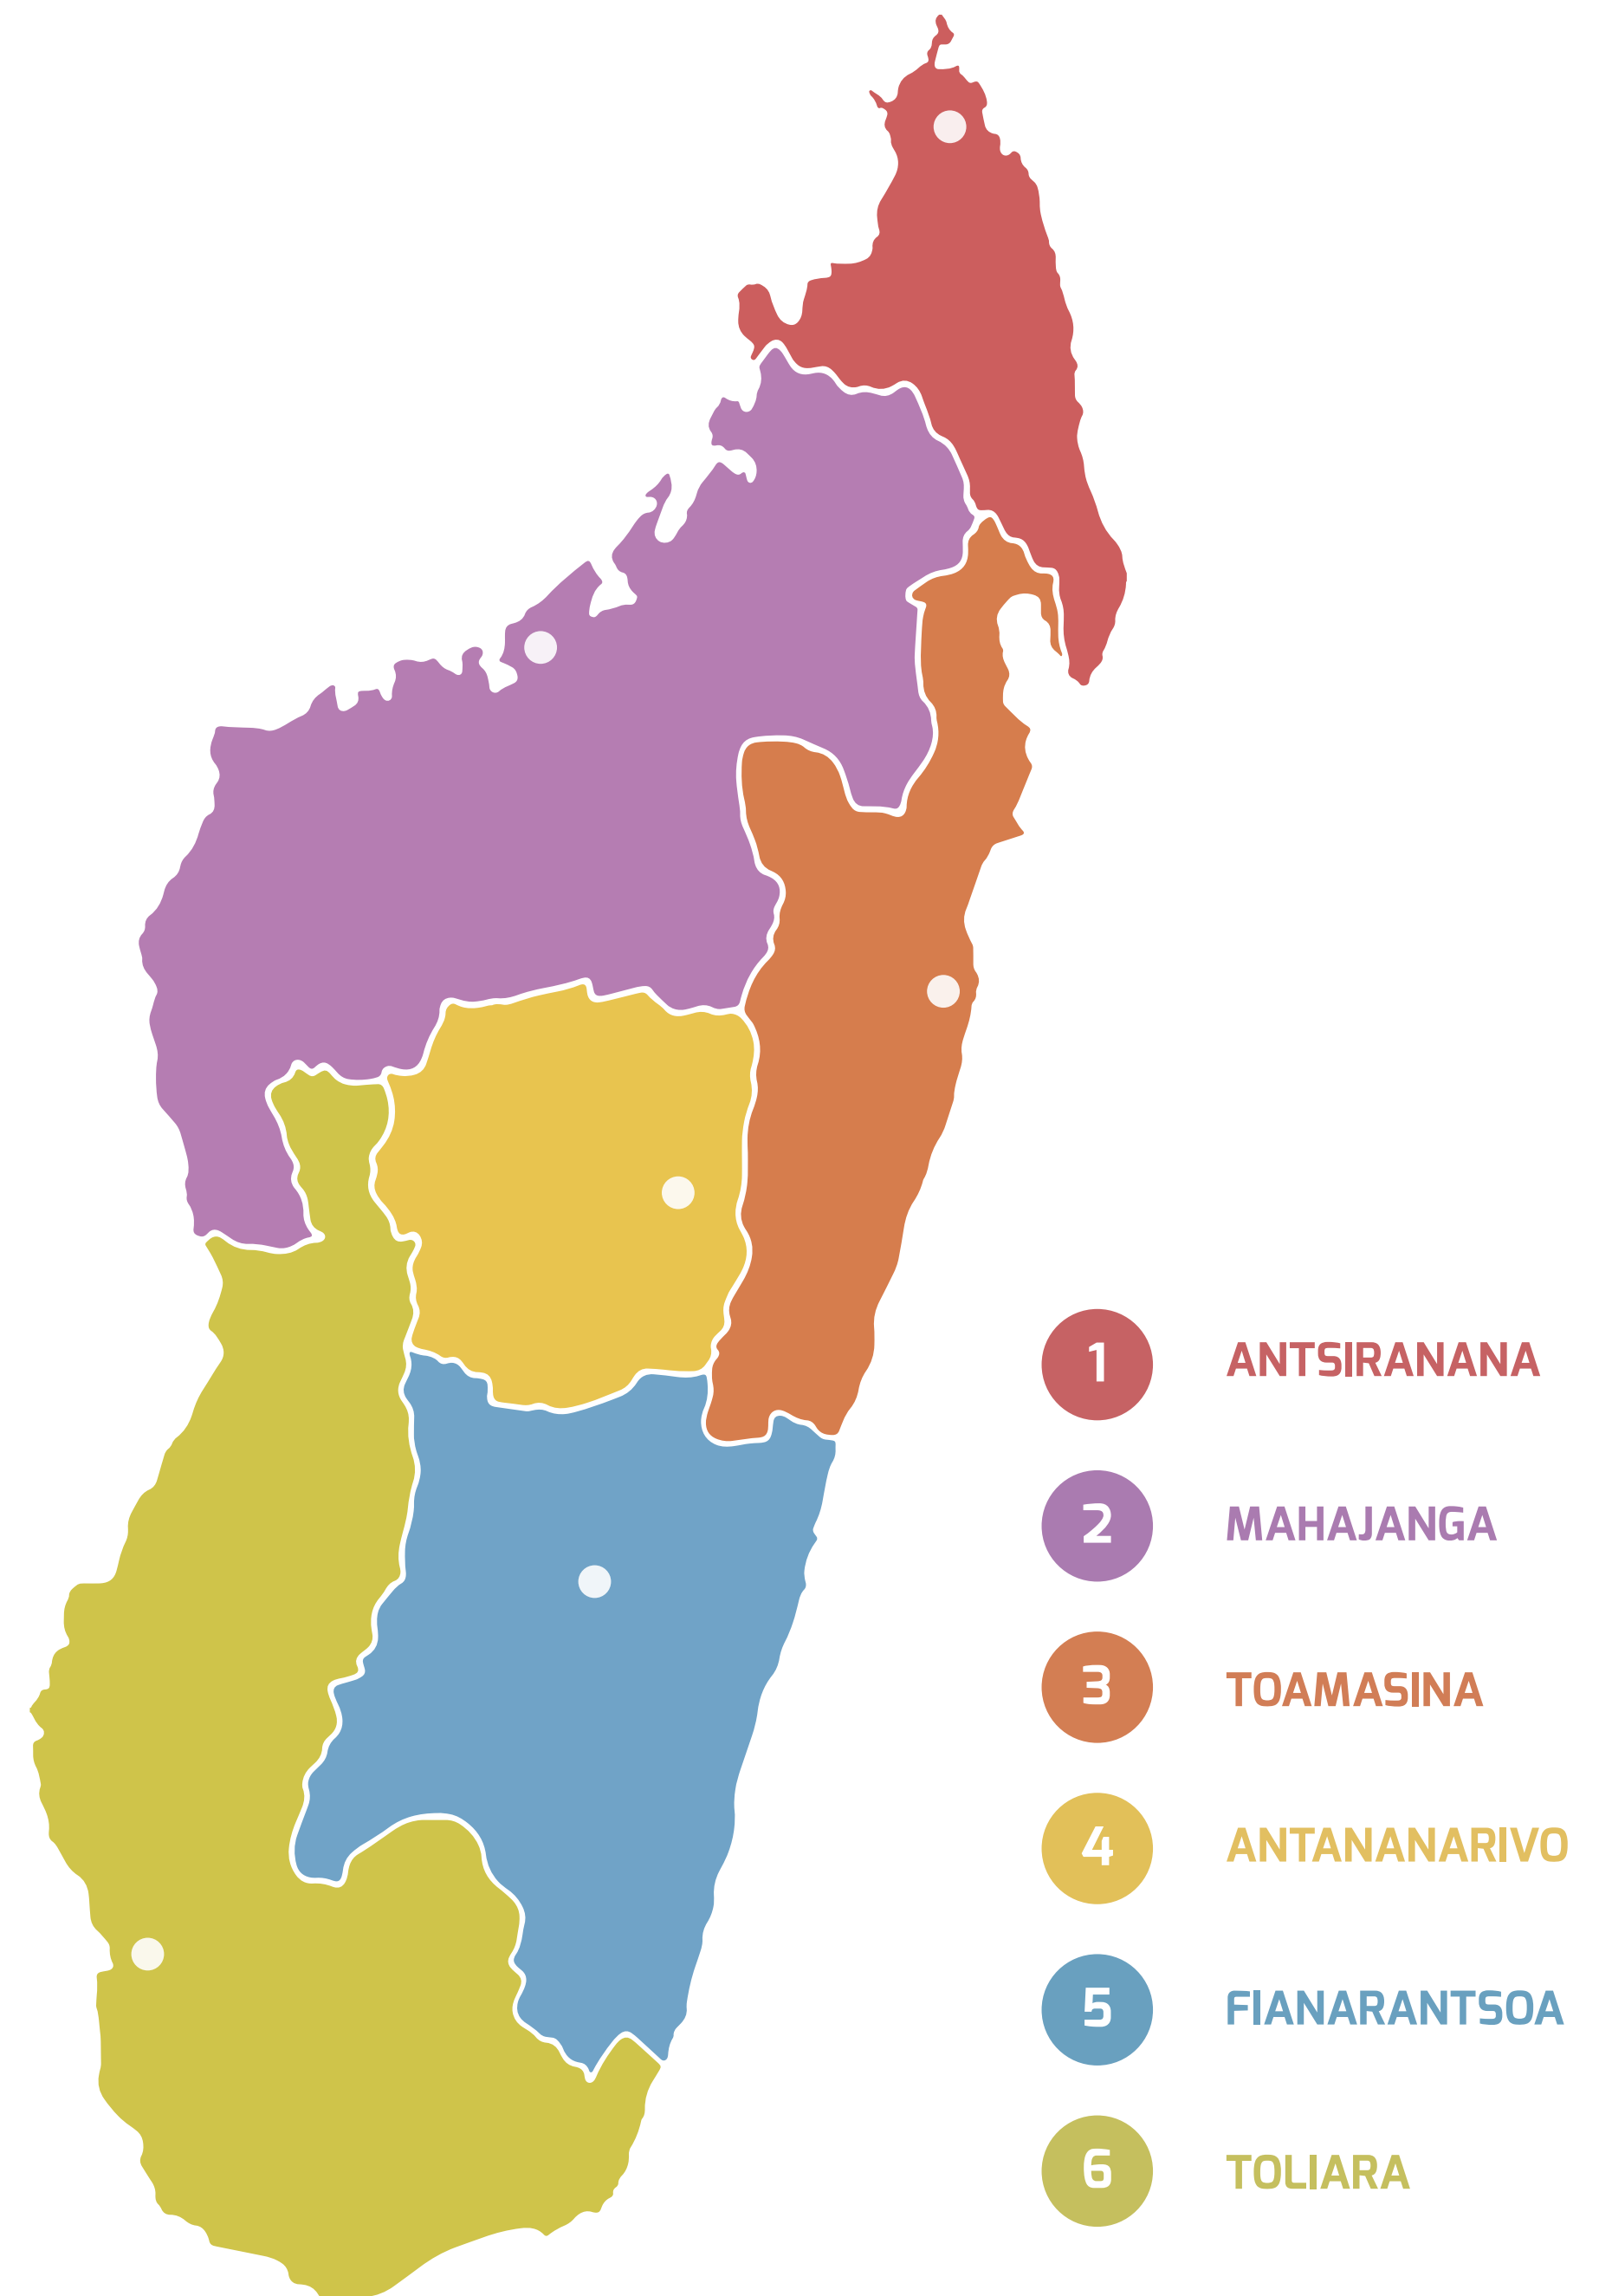 1 ANTSIRANANA
2 MAHAJANGA
3 TOAMASINA
4 ANTANANARIVO
5 FIANARANTSOA
6 TOLIARA